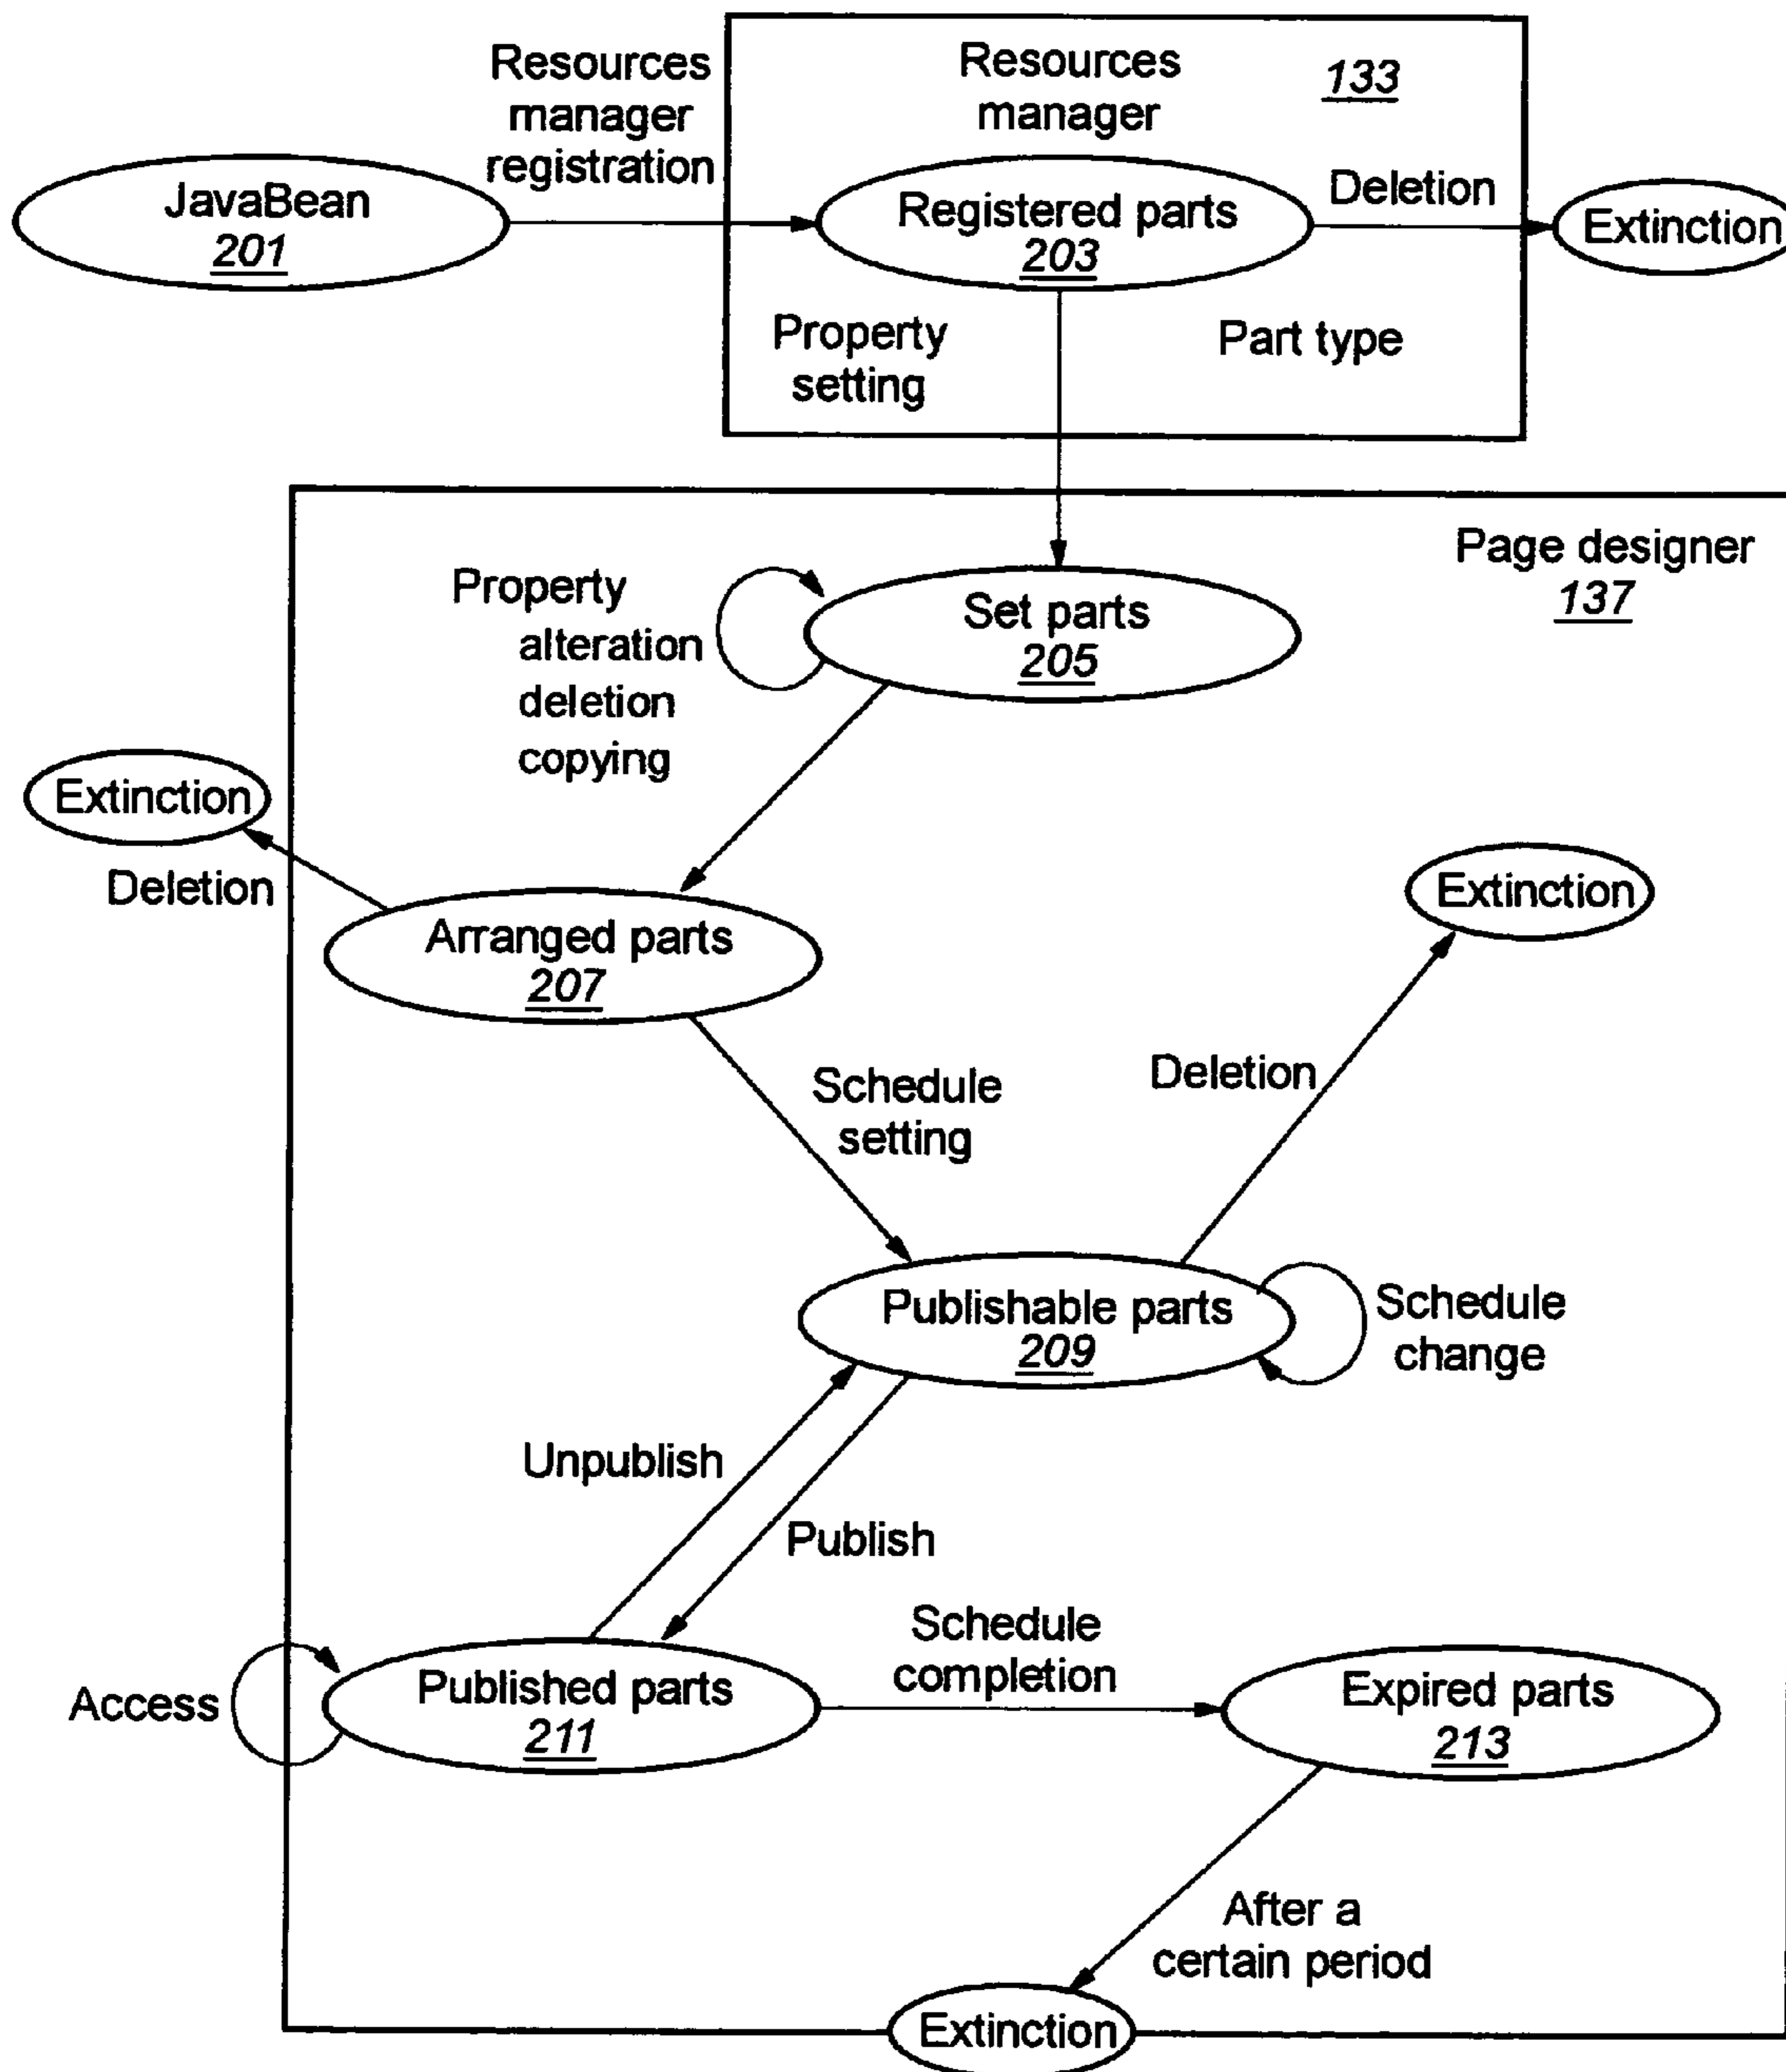 Resources
manager
registration
Resources
manager
133
JavaBean
201
Registered parts
203
Deletion
Extinction
Property
setting
Part type
Page designer
137
Property
alteration
deletion
copying
Set parts
205
Extinction
Deletion
Arranged parts
207
Extinction
Schedule
setting
Deletion
Publishable parts
209
Schedule
change
Unpublish
Publish
Access
Published parts
211
Schedule
completion
Expired parts
213
After a
certain period
Extinction